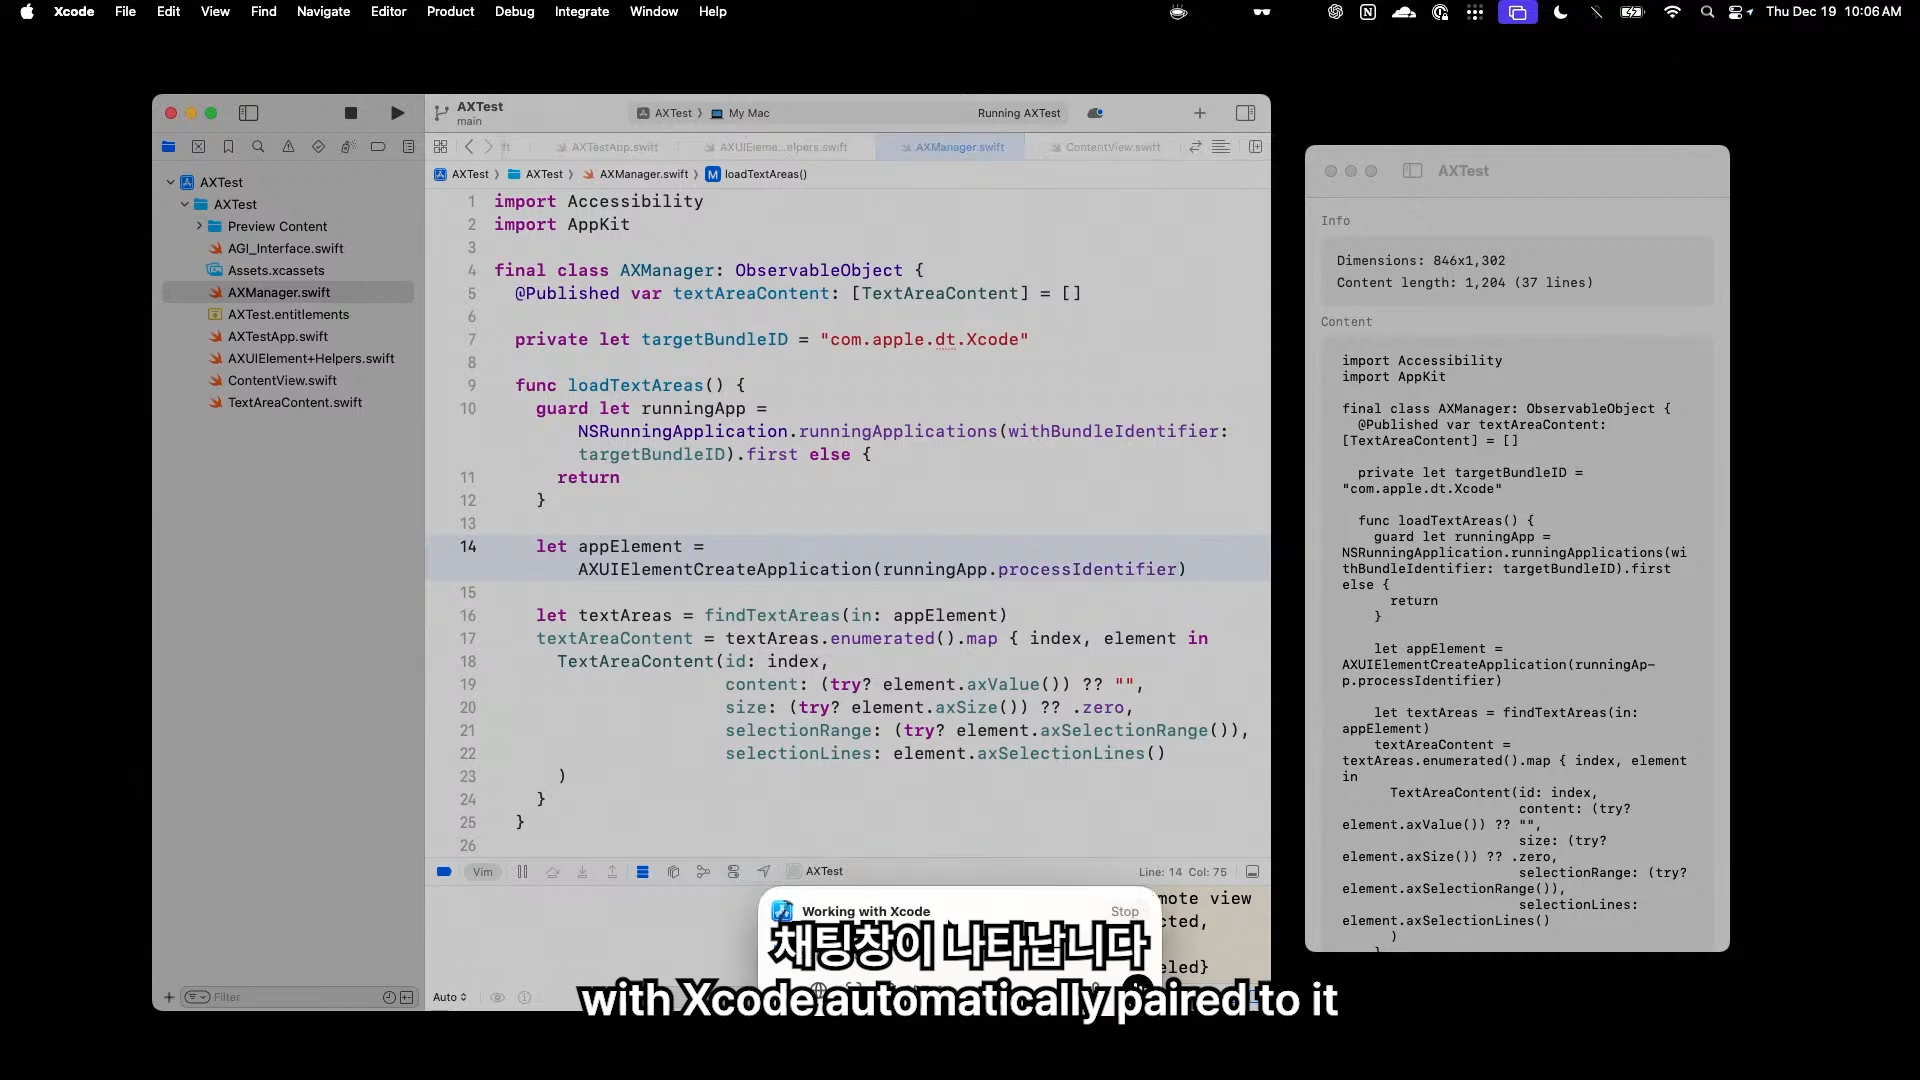 Xcode File Edit View Find Navigate Editor Product Debug Integrate Window Help Thu Dec 19 10:06 AM
AXTest
main
AXTest 〉 My Mac
Running AXTest
AXTestApp.swift
AXUIEleme...elpers.swift
AXManager.swift
ContentView.swift
AXTest 〉 AXTest 〉 AXManager.swift 〉 M loadTextAreas()
AXTest
AXTest
Preview Content
AGI_Interface.swift
Assets.xcassets
AXManager.swift
AXTest.entitlements
AXTestApp.swift
AXUIElement+Helpers.swift
ContentView.swift
TextAreaContent.swift
Filter
1 import Accessibility
2 import AppKit
3
4 final class AXManager: ObservableObject {
5 @Published var textAreaContent: [TextAreaContent] = []
6
7 private let targetBundleID = "com.apple.dt.Xcode"
8
9 func loadTextAreas() {
10 guard let runningApp =
NSRunningApplication.runningApplications(withBundleIdentifier:
targetBundleID).first else {
11 return
12 }
13
14 let appElement =
AXUIElementCreateApplication(runningApp.processIdentifier)
15
16 let textAreas = findTextAreas(in: appElement)
17 textAreaContent = textAreas.enumerated().map { index, element in
18 TextAreaContent(id: index,
19 content: (try? element.axValue()) ?? "",
20 size: (try? element.axSize()) ?? .zero,
21 selectionRange: (try? element.axSelectionRange()),
22 selectionLines: element.axSelectionLines()
23 )
24 }
25 }
26
Vim
AXTest
Line: 14 Col: 75
Auto
mote view
cted,
eled}
Working with Xcode
Stop
채팅창이 나타납니다
with Xcode automatically paired to it
AXTest
Info
Dimensions: 846x1,302
Content length: 1,204 (37 lines)
Content
import Accessibility
import AppKit
final class AXManager: ObservableObject {
@Published var textAreaContent:
[TextAreaContent] = []
private let targetBundleID =
"com.apple.dt.Xcode"
func loadTextAreas() {
guard let runningApp =
NSRunningApplication.runningApplications(wi
thBundleIdentifier: targetBundleID).first
else {
return
}
let appElement =
AXUIElementCreateApplication(runningAp-
p.processIdentifier)
let textAreas = findTextAreas(in:
appElement)
textAreaContent =
textAreas.enumerated().map { index, element
in
TextAreaContent(id: index,
content: (try?
element.axValue()) ?? "",
size: (try?
element.axSize()) ?? .zero,
selectionRange: (try?
element.axSelectionRange()),
selectionLines:
element.axSelectionLines()
)